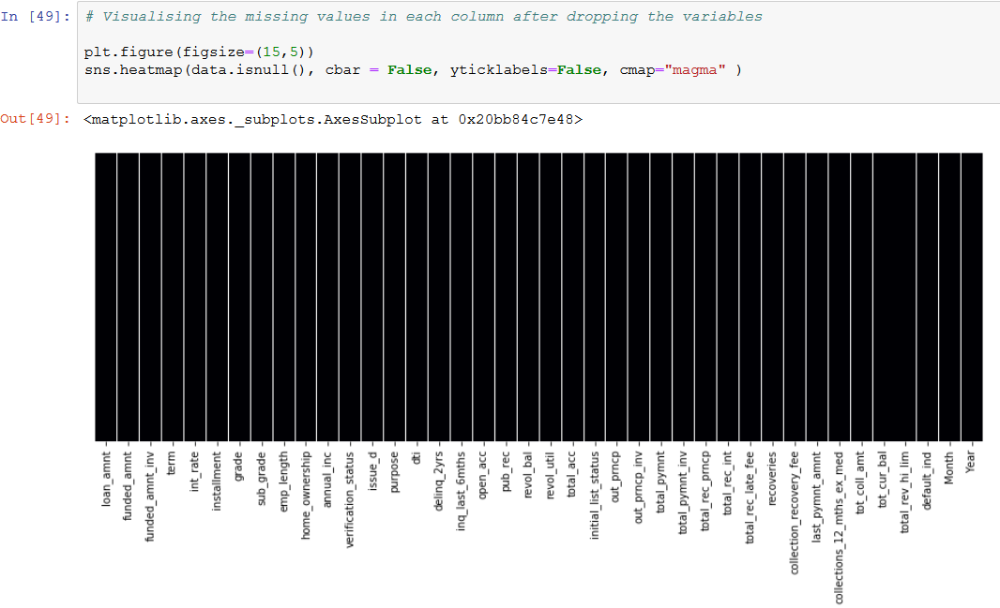 In [49]: # Visualising the missing values in each column after dropping the variables
plt.figure(figsize=(15,5))
sns.heatmap(data.isnull(), cbar = False, yticklabels=False, cmap="magma" )
Out[49]: <matplotlib.axes._subplots.AxesSubplot at 0x20bb84c7e48>
loan_amnt
funded_amnt
funded_amnt_inv
term
int_rate
installment
grade
sub_grade
emp_length
home_ownership
annual_inc
verification_status
issue_d
purpose
dti
delinq_2yrs
inq_last_6mths
open_acc
pub_rec
revol_bal
revol_util
total_acc
initial_list_status
out_prncp
out_prncp_inv
total_pymnt
total_pymnt_inv
total_rec_prncp
total_rec_int
total_rec_late_fee
recoveries
collection_recovery_fee
last_pymnt_amnt
collections_12_mths_ex_med
tot_coll_amt
tot_cur_bal
total_rev_hi_lim
default_ind
Month
Year